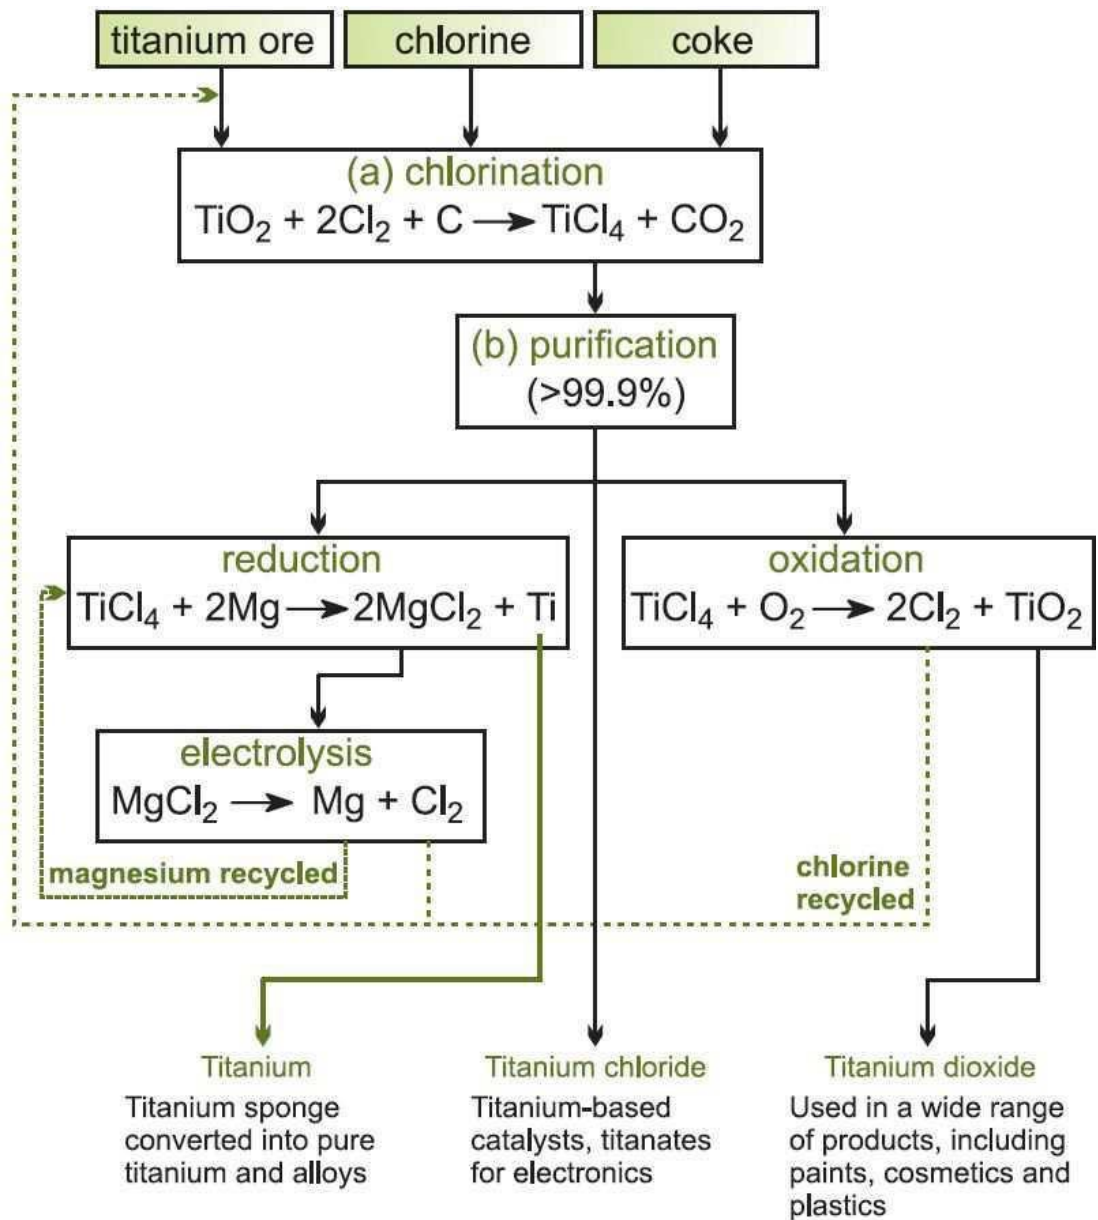 titanium ore
chlorine
coke
(a) chlorination
TiO₂ + 2Cl₂ + C → TiCl₄ + CO₂
(b) purification
(>99.9%)
reduction
TiCl₄ + 2Mg → 2MgCl₂ + Ti
oxidation
TiCl₄ + O₂ → 2Cl₂ + TiO₂
electrolysis
MgCl₂ → Mg + Cl₂
magnesium recycled
chlorine
recycled
Titanium
Titanium sponge
converted into pure
titanium and alloys
Titanium chloride
Titanium-based
catalysts, titanates
for electronics
Titanium dioxide
Used in a wide range
of products, including
paints, cosmetics and
plastics